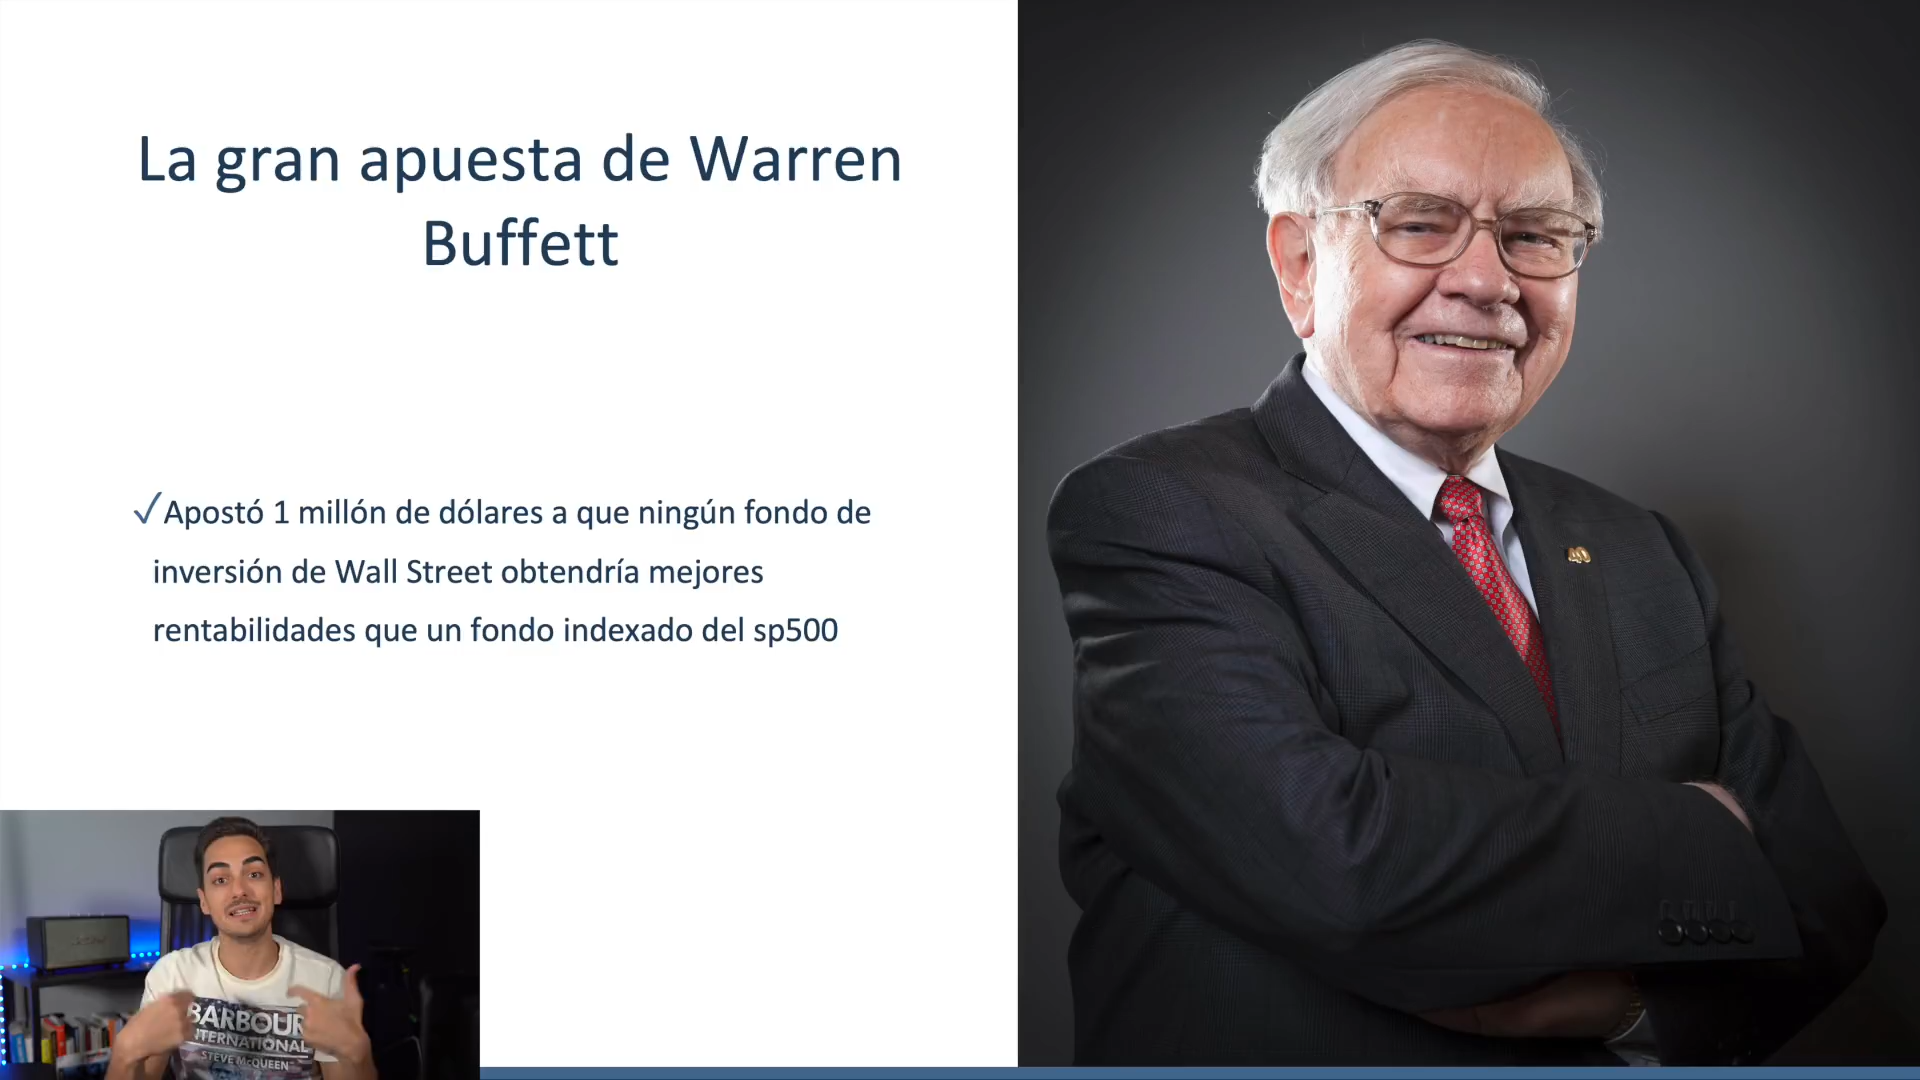 La gran apuesta de Warren
Buffett
✓Apostó 1 millón de dólares a que ningún fondo de
inversión de Wall Street obtendría mejores
rentabilidades que un fondo indexado del sp500
40
BARBOUR
INTERNATIONAL
STEVE McQUEEN